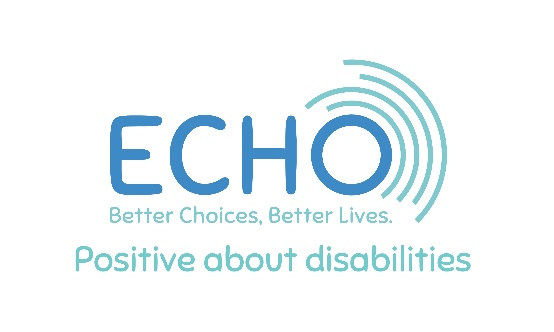 ECHO
Better Choices, Better Lives.
Positive about disabilities